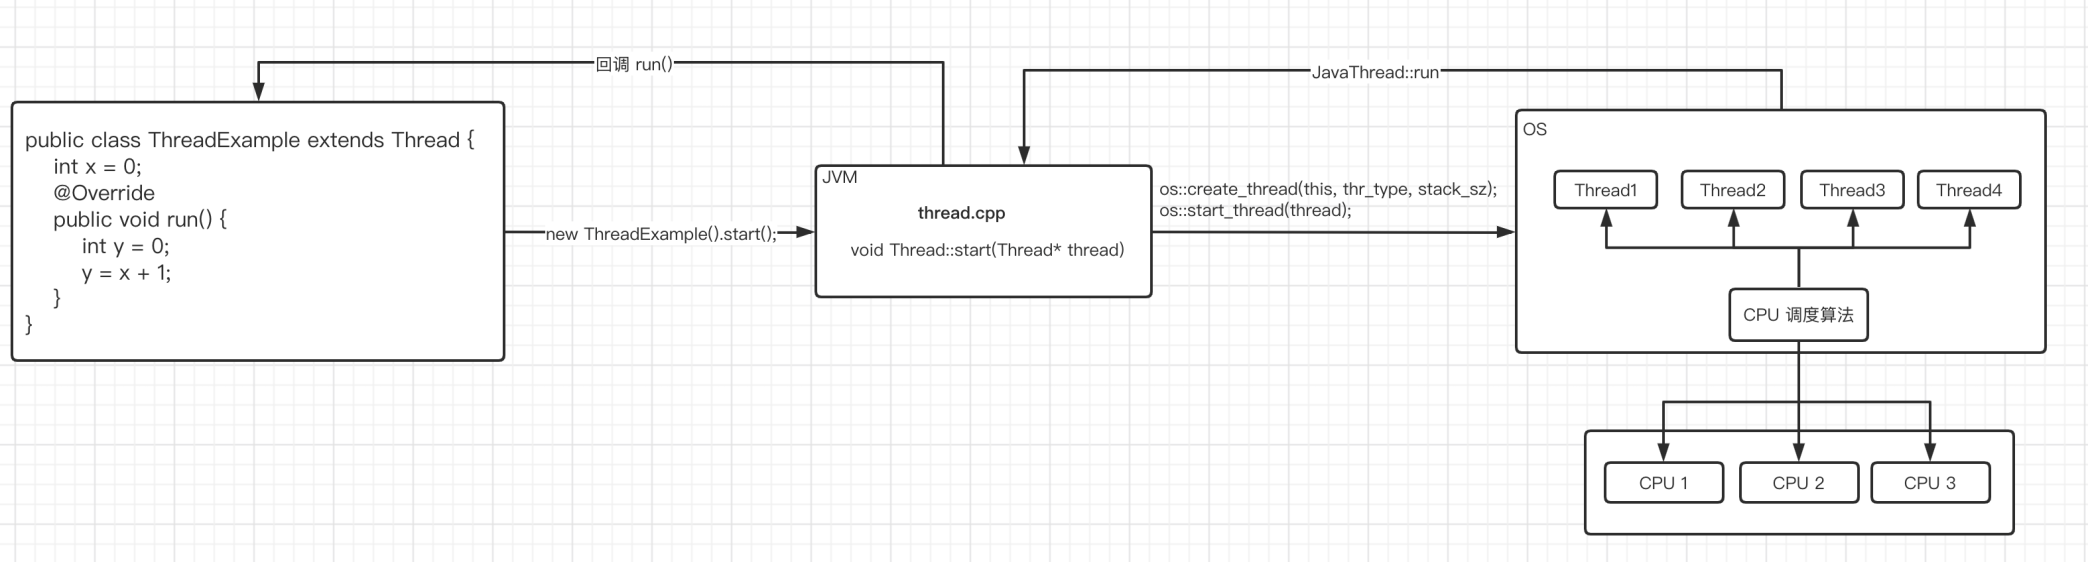 回调 run()
JavaThread::run
public class ThreadExample extends Thread {
int x = 0;
@Override
public void run() {
int y = 0;
y = x + 1;
}
}
new ThreadExample().start();
JVM
thread.cpp
void Thread::start(Thread* thread)
os::create_thread(this, thr_type, stack_sz);
os::start_thread(thread);
OS
Thread1
Thread2
Thread3
Thread4
CPU 调度算法
CPU 1
CPU 2
CPU 3